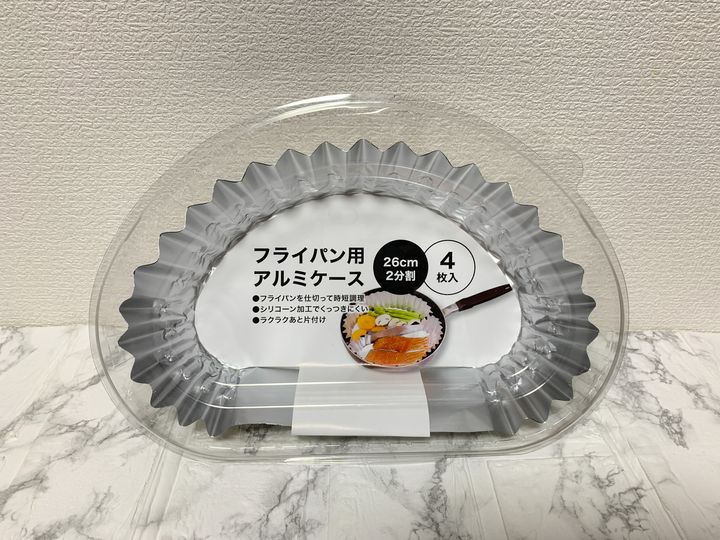 フライパン用
アルミケース
26cm
2分割
4
枚入
●フライパンを仕切って時短調理
●シリコーン加工でくっつきにくい
●ラクラクあと片付け